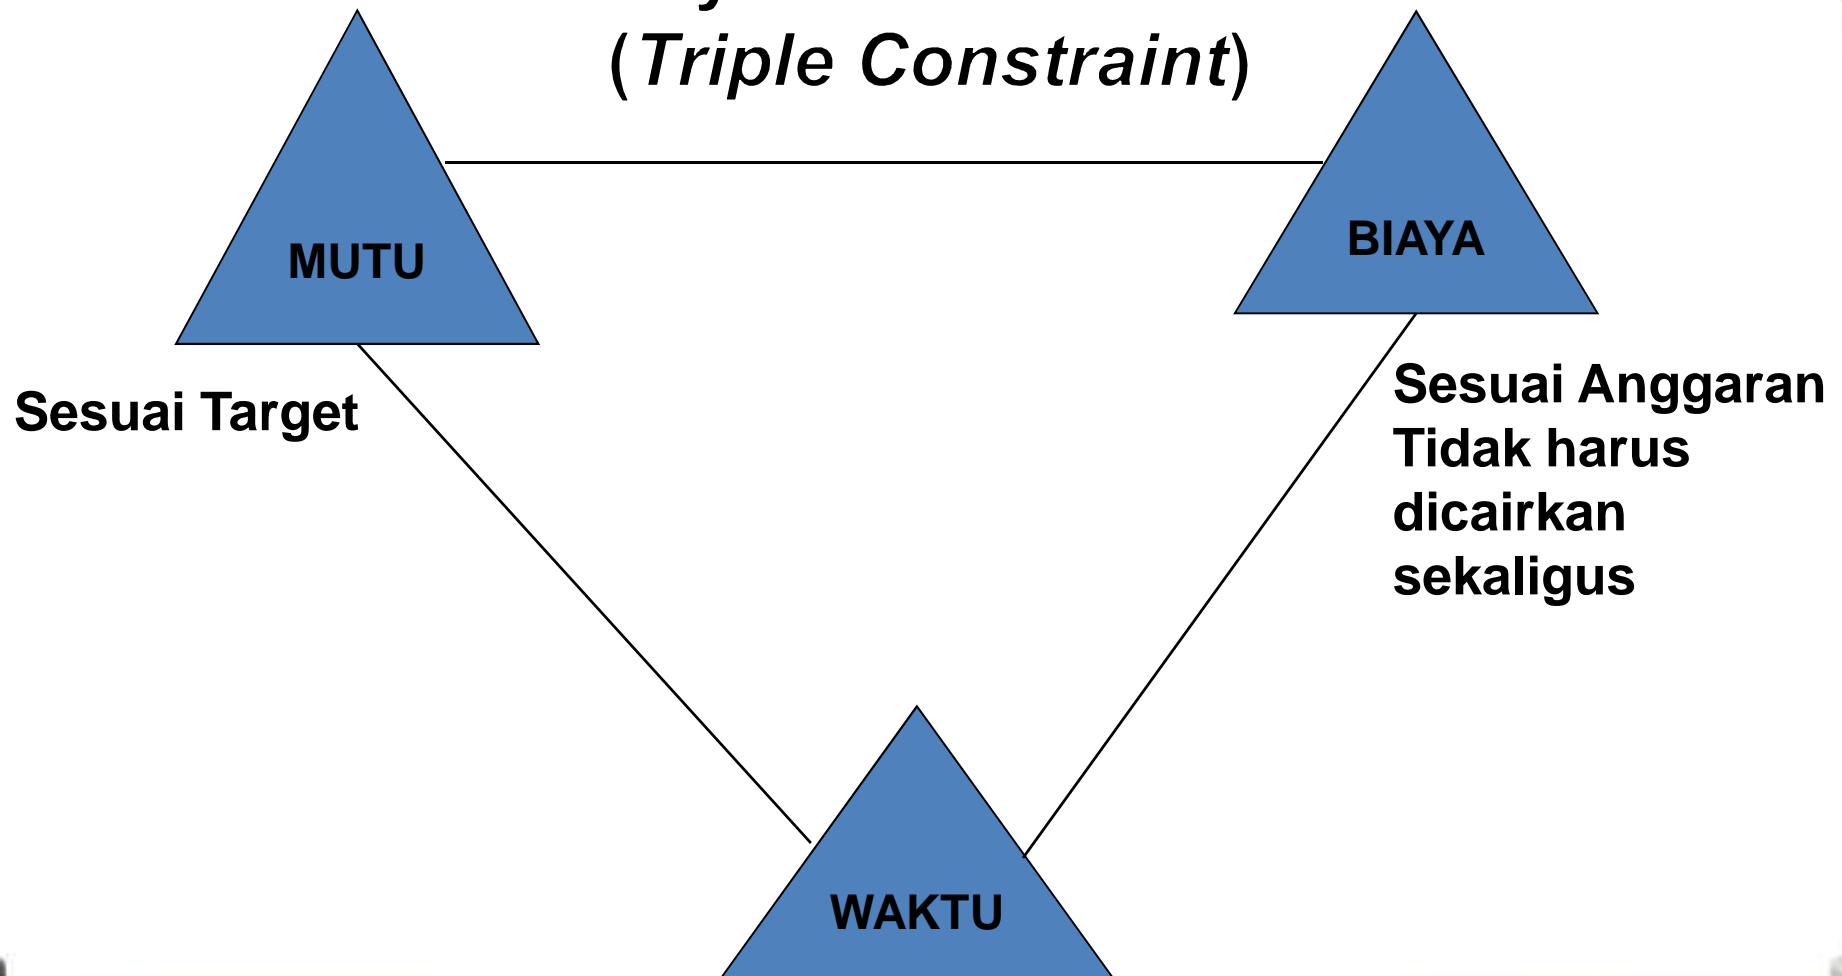 (Triple Constraint)
MUTU
BIAYA
Sesuai Target
Sesuai Anggaran
Tidak harus
dicairkan
sekaligus
WAKTU